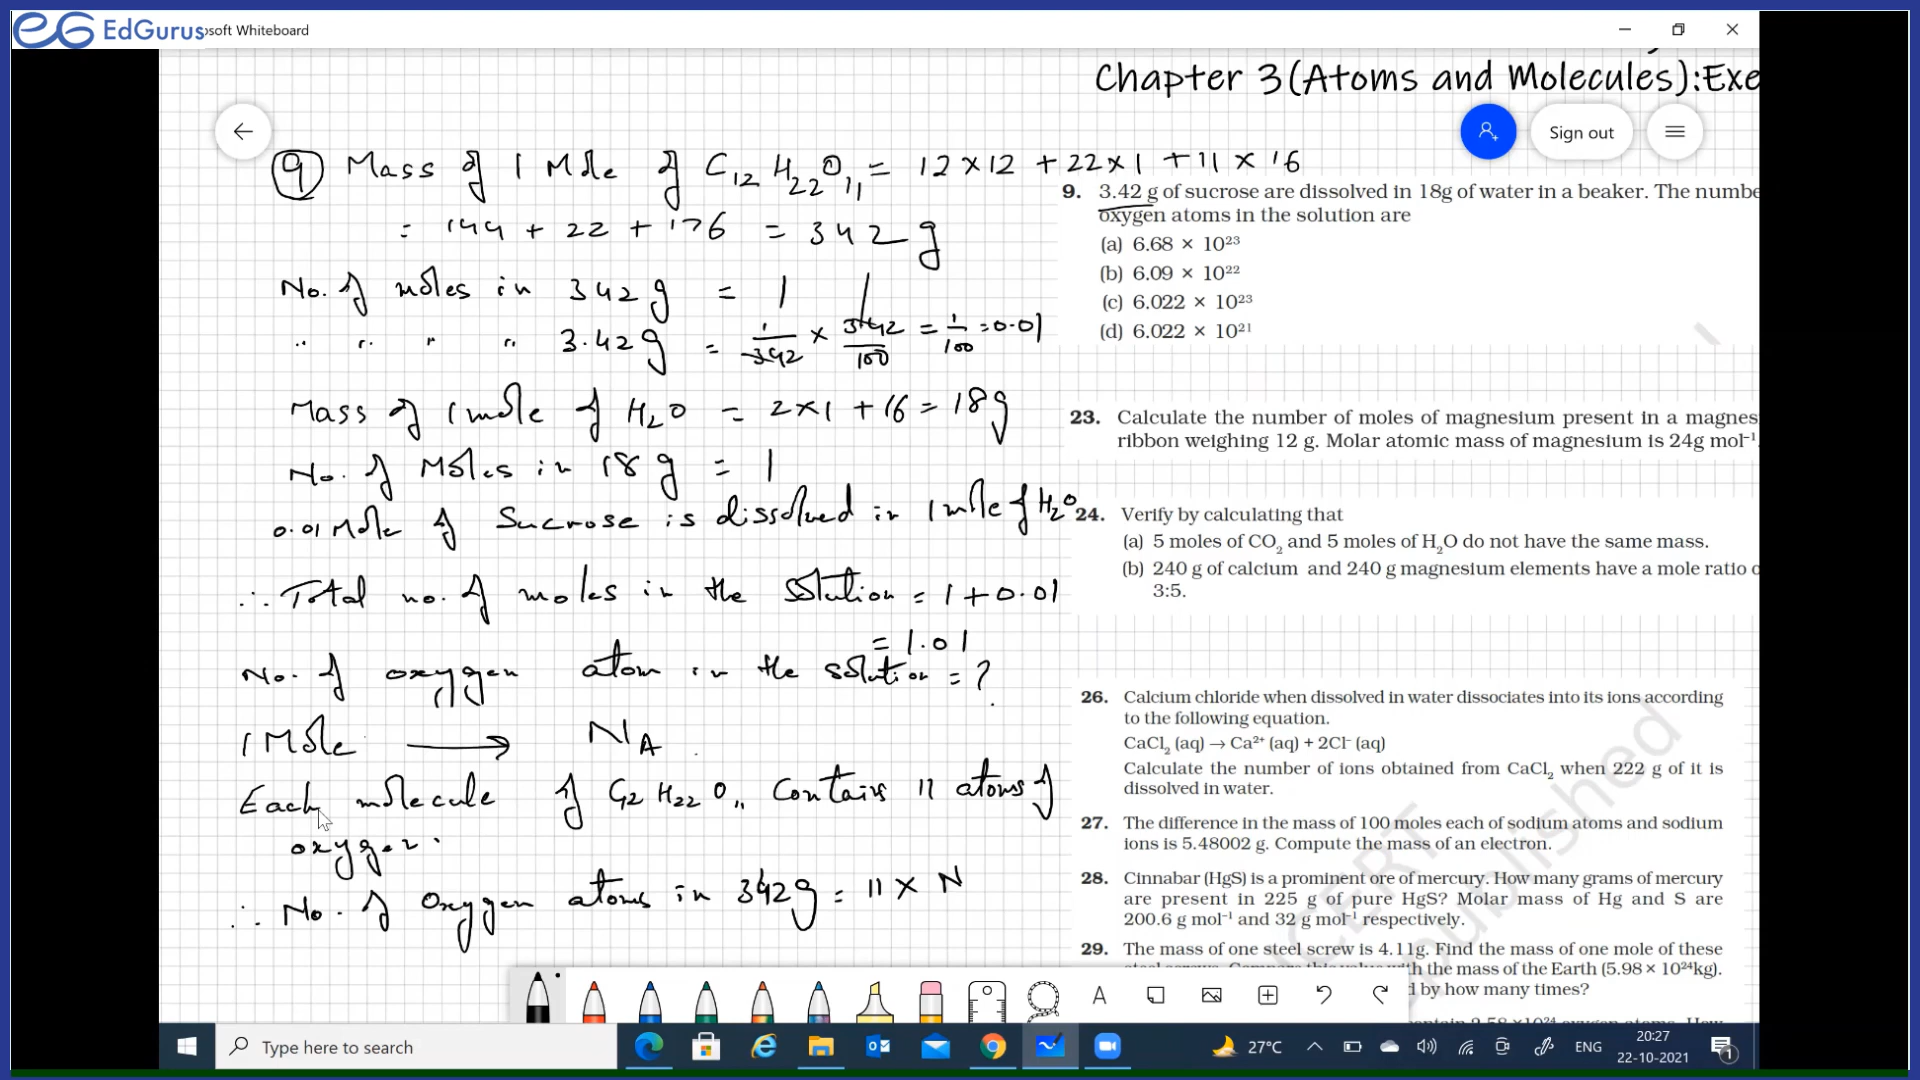 EdGurus
osoft Whiteboard
Chapter 3(Atoms and Molecules):Exe
Sign out
9 Mass of 1 Mole of C12 H22O11 = 12×12 + 22×1 + 11 × 16
= 144 + 22 + 176 = 342 g
No. of moles in 342g = 1
" " " " 3.42g = 1/342 × 342/100 = 1/100 = 0.01
Mass of 1 mole of H2O = 2×1 + 16 = 18g
No. of Moles in 18 g = 1
0.01 Mole of Sucrose is dissolved in 1 mole of H2O
∴ Total no. of moles in the solution = 1 + 0.01
= 1.01
No. of oxygen atom in the solution = ?
1 Mole → NA
Each molecule of C12 H22 O11 Contains 11 atoms of
oxygen.
∴ No. of Oxygen atoms in 342g = 11 × N
9. 3.42 g of sucrose are dissolved in 18g of water in a beaker. The numbe
oxygen atoms in the solution are
(a) 6.68 × 10²³
(b) 6.09 × 10²²
(c) 6.022 × 10²³
(d) 6.022 × 10²¹
23. Calculate the number of moles of magnesium present in a magnes
ribbon weighing 12 g. Molar atomic mass of magnesium is 24g mol⁻¹
24. Verify by calculating that
(a) 5 moles of CO₂ and 5 moles of H₂O do not have the same mass.
(b) 240 g of calcium and 240 g magnesium elements have a mole ratio o
3:5.
26. Calcium chloride when dissolved in water dissociates into its ions according
to the following equation.
CaCl₂ (aq) → Ca²⁺ (aq) + 2Cl⁻ (aq)
Calculate the number of ions obtained from CaCl₂ when 222 g of it is
dissolved in water.
27. The difference in the mass of 100 moles each of sodium atoms and sodium
ions is 5.48002 g. Compute the mass of an electron.
28. Cinnabar (HgS) is a prominent ore of mercury. How many grams of mercury
are present in 225 g of pure HgS? Molar mass of Hg and S are
200.6 g mol⁻¹ and 32 g mol⁻¹ respectively.
29. The mass of one steel screw is 4.11g. Find the mass of one mole of these
th the mass of the Earth (5.98 × 10²⁴kg).
d by how many times?
A
Type here to search
27°C
ENG
20:27
22-10-2021
1